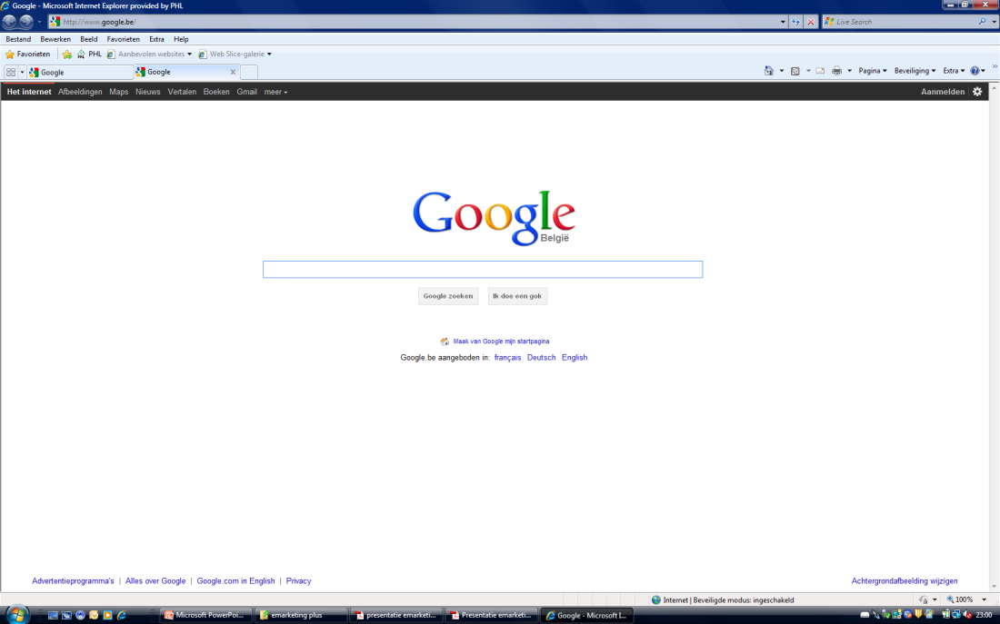 Google - Microsoft Internet Explorer provided by PHL
http://www.google.be/
Live Search
Bestand Bewerken Beeld Favorieten Extra Help
Favorieten PHL Aanbevolen websites Web Slice-galerie
Google Google Pagina Beveiliging Extra
Het internet Afbeeldingen Maps Nieuws Vertalen Boeken Gmail meer Aanmelden
Google
België
Google zoeken Ik doe een gok
Maak van Google mijn startpagina
Google.be aangeboden in: français Deutsch English
Advertentieprogramma's | Alles over Google | Google.com in English | Privacy Achtergrondafbeelding wijzigen
Internet | Beveiligde modus: ingeschakeld 100%
Microsoft PowerPoi... emarketing plus presentatie emarketi... Presentatie emarketi... Google - Microsoft I... 23:00